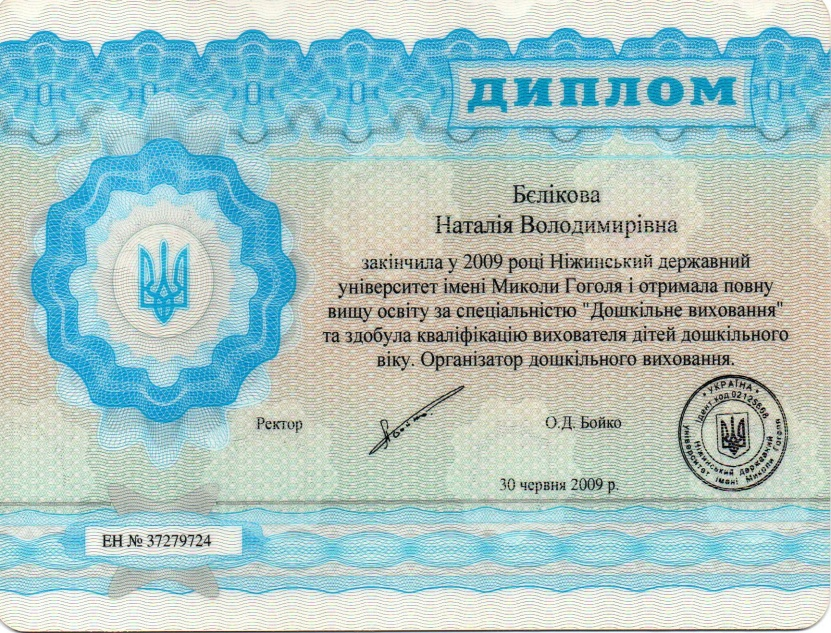 ДИПЛОМ
Бєлікова
Наталія Володимирівна
закінчила у 2009 році Ніжинський державний
університет імені Миколи Гоголя і отримала повну
вищу освіту за спеціальністю "Дошкільне виховання"
та здобула кваліфікацію вихователя дітей дошкільного
віку. Організатор дошкільного виховання.
Ректор
О.Д. Бойко
УКРАЇНА
Ідент код 02125668
Ніжинський державний
університет імені Миколи Гоголя
30 червня 2009 р.
ЕН № 37279724